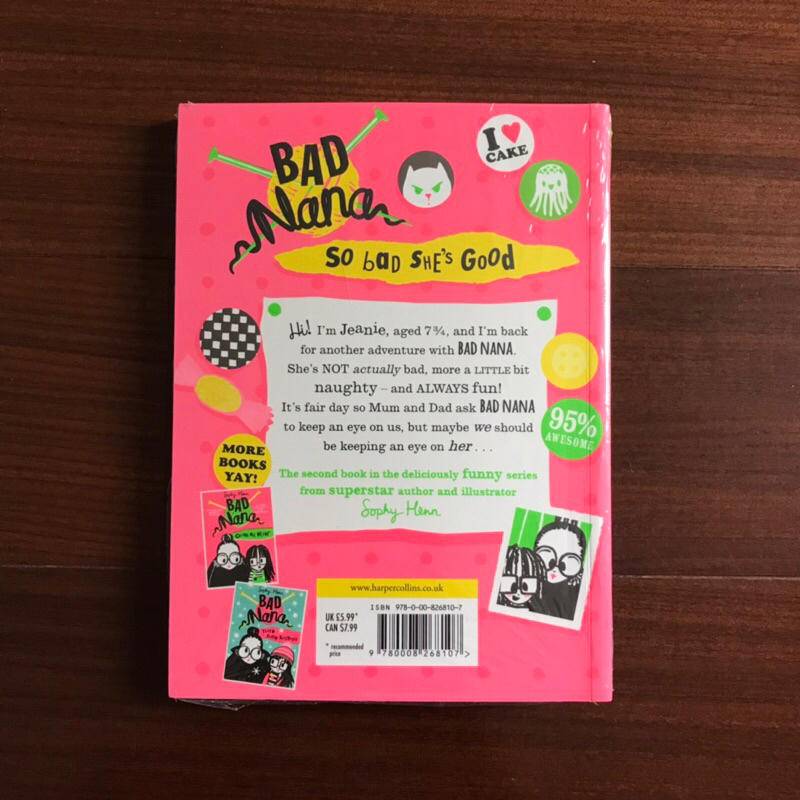 I ♥
CAKE
BAD
Nana
SO bAD SHE'S GOOD
Hi! I'm Jeanie, aged 7¾, and I'm back
for another adventure with BAD NANA.
She's NOT actually bad, more a LITTLE bit
naughty – and ALWAYS fun!
It's fair day so Mum and Dad ask BAD NANA
to keep an eye on us, but maybe we should
be keeping an eye on her . . .
95%
AWESOME
MORE
BOOKS
YAY!
The second book in the deliciously funny series
from superstar author and illustrator
Sophy Henn
Sophy Henn
BAD
Nana
Sophy Henn
BAD
Nana
www.harpercollins.co.uk
ISBN 978-0-00-826810-7
UK £5.99*
CAN $7.99
* recommended
price
9 780008 268107 >